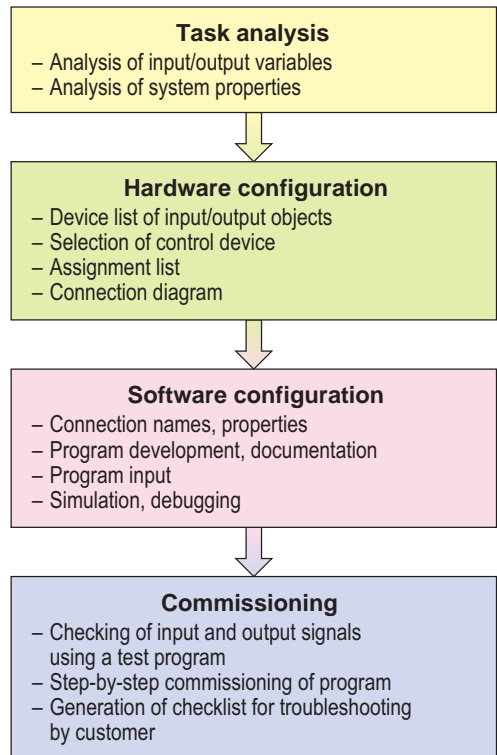 Task analysis
– Analysis of input/output variables
– Analysis of system properties
Hardware configuration
– Device list of input/output objects
– Selection of control device
– Assignment list
– Connection diagram
Software configuration
– Connection names, properties
– Program development, documentation
– Program input
– Simulation, debugging
Commissioning
– Checking of input and output signals
using a test program
– Step-by-step commissioning of program
– Generation of checklist for troubleshooting
by customer